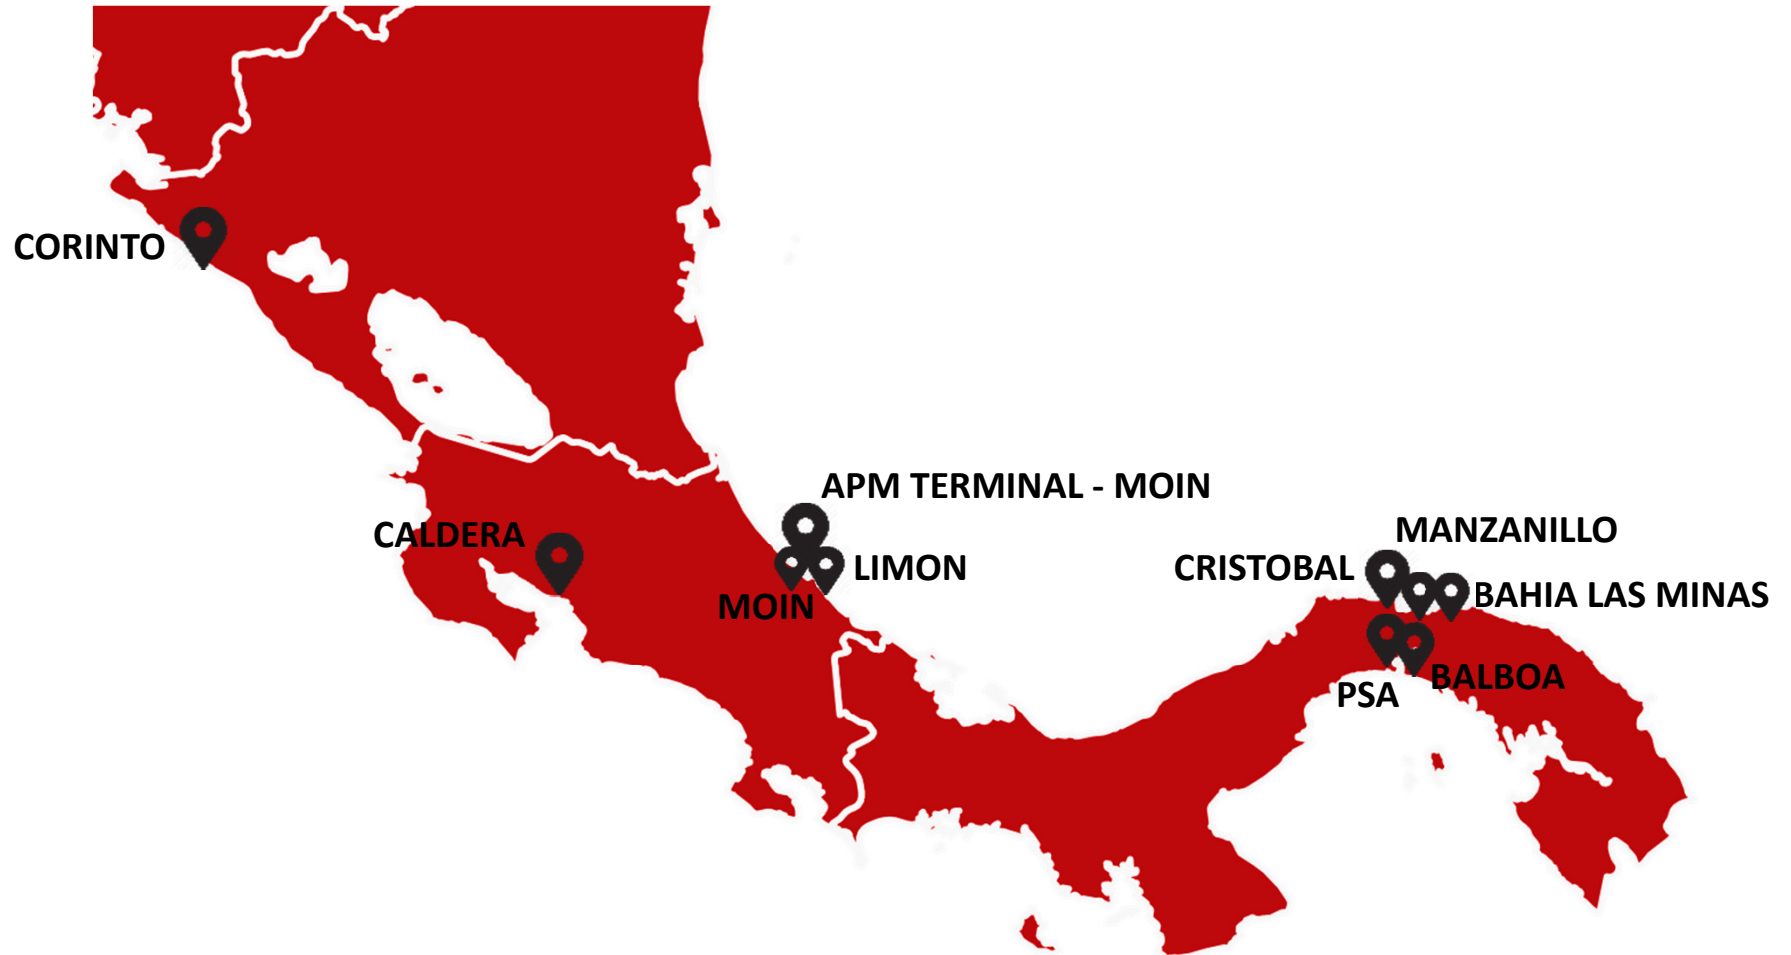 CORINTO
APM TERMINAL - MOIN
CALDERA
LIMON
MOIN
MANZANILLO
CRISTOBAL
BAHIA LAS MINAS
BALBOA
PSA